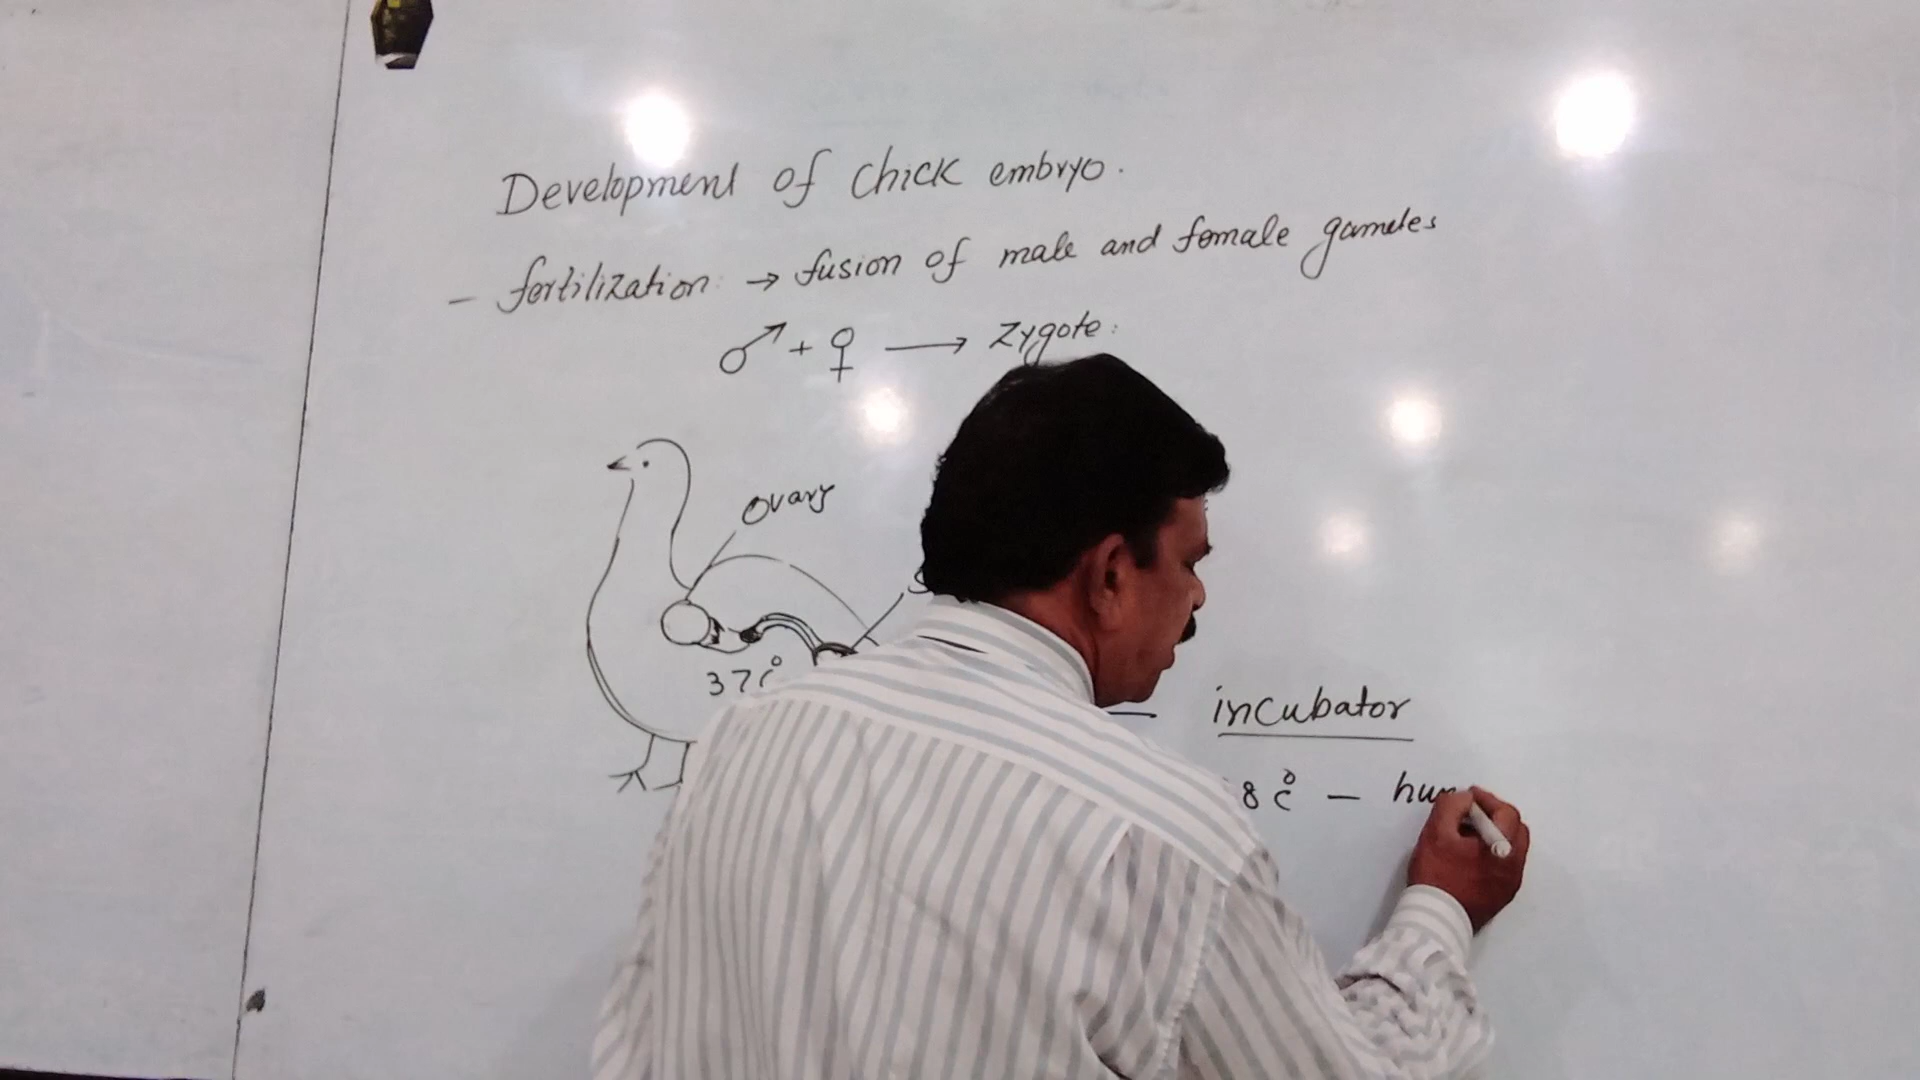 Development of chick embryo.
- fertilization → fusion of male and female gametes
♂ + ♀ → Zygote:
Ovary
37°C
incubator
8°C - hum